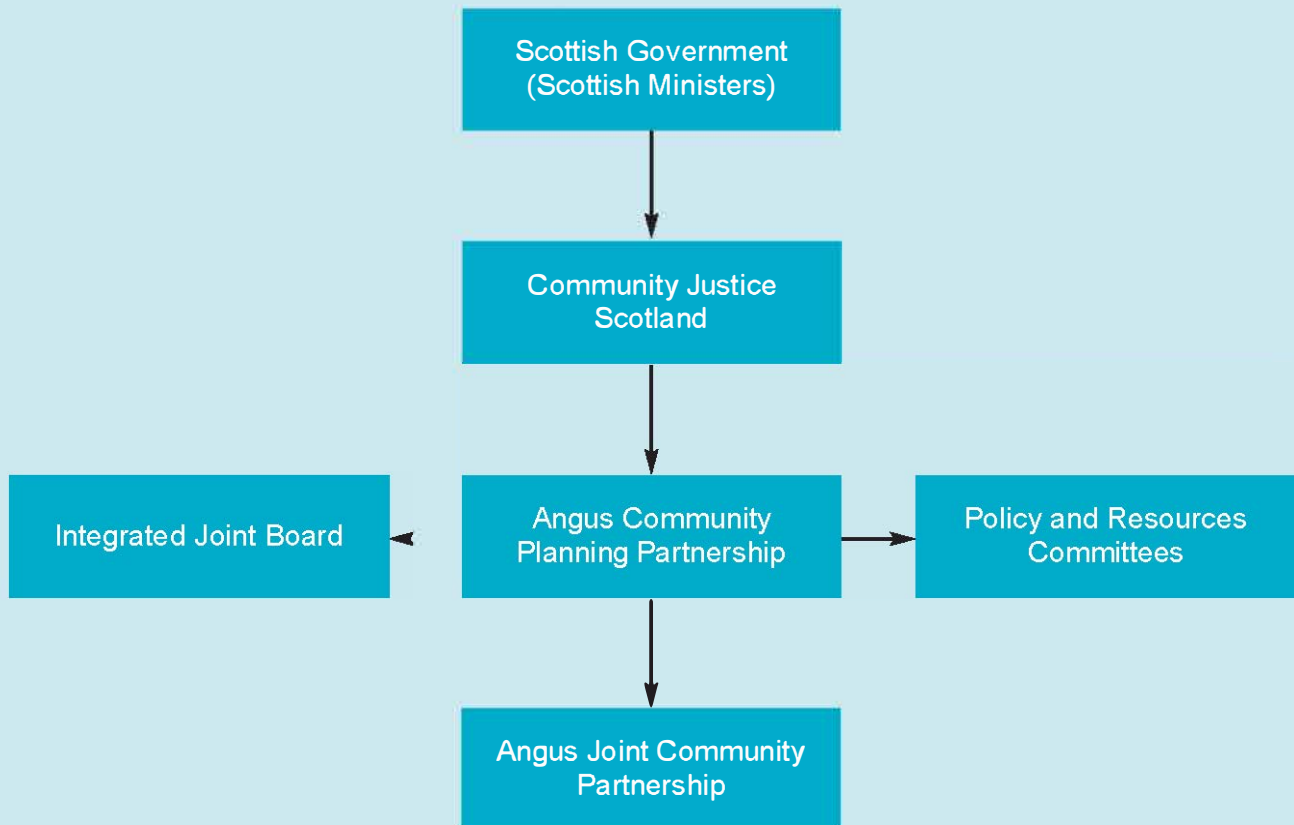 Scottish Government
(Scottish Ministers)
Community Justice
Scotland
Integrated Joint Board
Angus Community
Planning Partnership
Policy and Resources
Committees
Angus Joint Community
Partnership